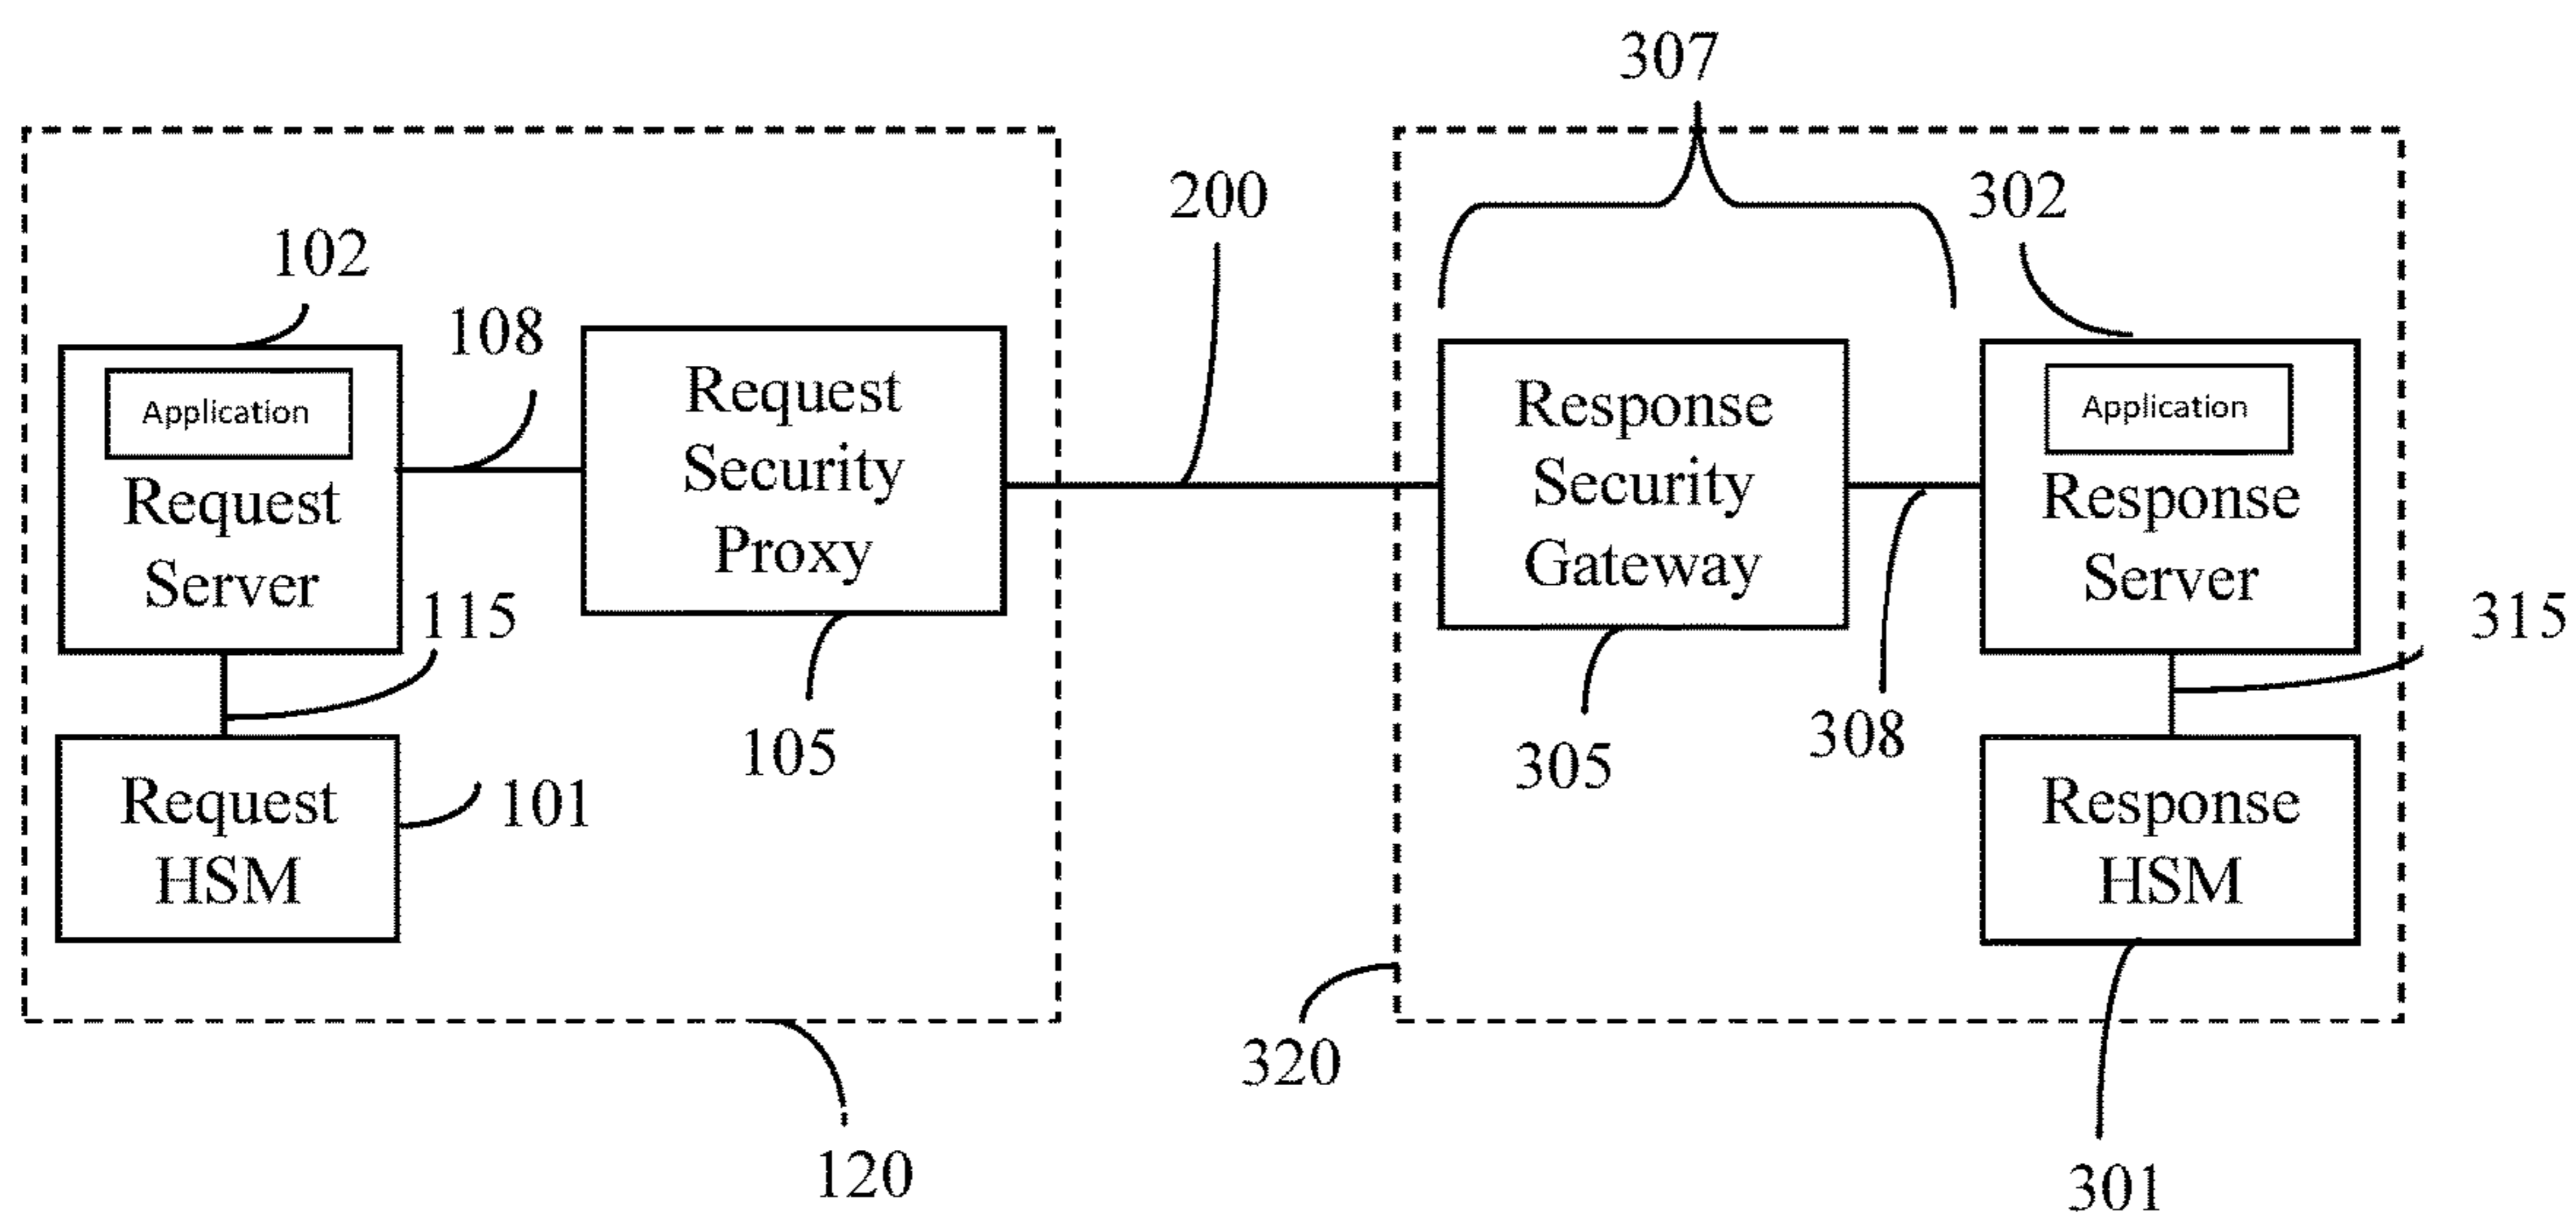 307
200
302
102
108
Application
Request
Server
Request
Security
Proxy
Response
Security
Gateway
Application
Response
Server
115
315
105
305
308
101
Request
HSM
Response
HSM
320
120
301